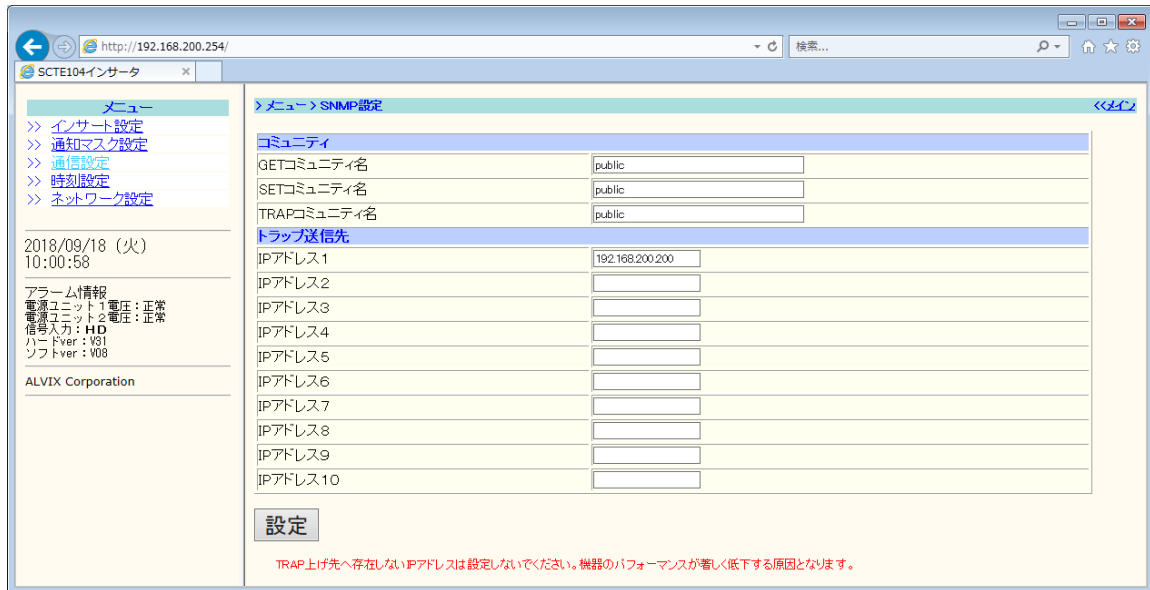 http://192.168.200.254/
検索...
SCTE104インサータ
メニュー
>> インサート設定
>> 通知マスク設定
>> 通信設定
>> 時刻設定
>> ネットワーク設定
2018/09/18（火）
10:00:58
アラーム情報
電源ユニット１電圧：正常
電源ユニット２電圧：正常
信号入力：HD
ハードver：V31
ソフトver：V08
ALVIX Corporation
> メニュー > SNMP設定
<<メイン
コミュニティ
GETコミュニティ名 public
SETコミュニティ名 public
TRAPコミュニティ名 public
トラップ送信先
IPアドレス1 192.168.200.200
IPアドレス2
IPアドレス3
IPアドレス4
IPアドレス5
IPアドレス6
IPアドレス7
IPアドレス8
IPアドレス9
IPアドレス10
設定
TRAP上げ先へ存在しないIPアドレスは設定しないでください。機器のパフォーマンスが著しく低下する原因となります。